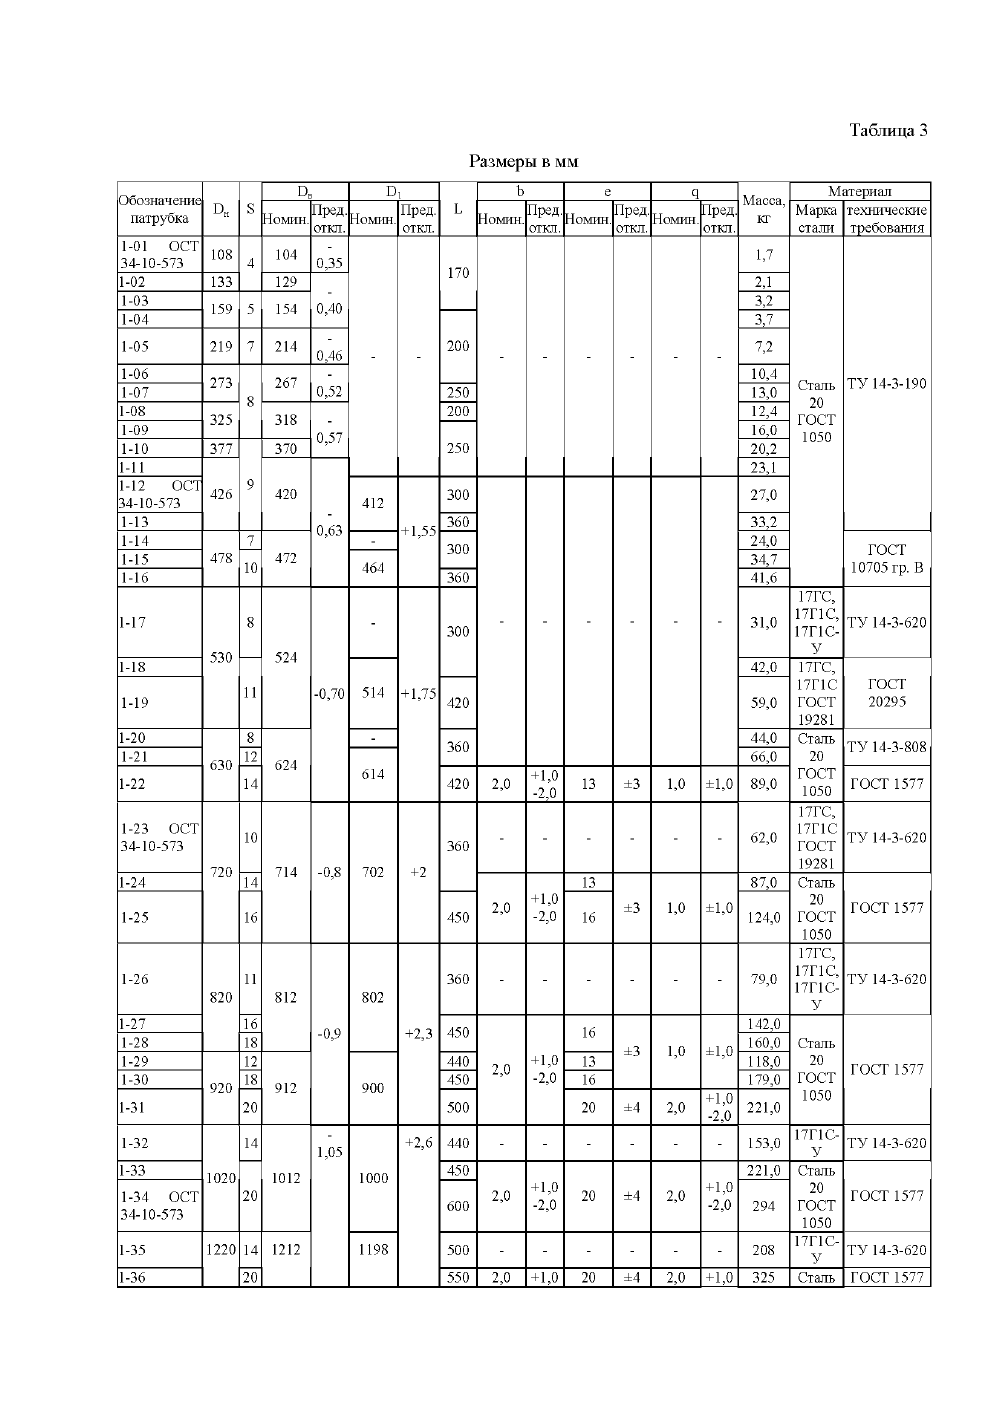 Таблица 3
Размеры в мм
Обозначение патрубка Dн S Dп D1 L b e q Масса, кг Материал
Номин. Пред. откл. Номин. Пред. откл. Номин. Пред. откл. Номин. Пред. откл. Номин. Пред. откл. Марка стали технические требования
1-01 ОСТ 34-10-573 108 4 104 -0,35 - - 170 - - - - - - 1,7 Сталь 20 ГОСТ 1050 ТУ 14-3-190
1-02 133 129 -0,40 2,1
1-03 159 5 154 3,2
1-04 200 3,7
1-05 219 7 214 -0,46 7,2
1-06 273 8 267 -0,52 10,4
1-07 250 13,0
1-08 325 318 -0,57 200 12,4
1-09 250 16,0
1-10 377 9 370 20,2
1-11 426 420 -0,63 +1,55 23,1
1-12 ОСТ 34-10-573 412 300 - - - - - - 27,0
1-13 360 33,2
1-14 478 7 472 - 300 24,0 ГОСТ 10705 гр. В
1-15 10 464 34,7
1-16 360 41,6
1-17 530 8 524 -0,70 - +1,75 300 31,0 17ГС, 17Г1С, 17Г1С-У ТУ 14-3-620
1-18 11 514 42,0 17ГС, 17Г1С ГОСТ 19281 ГОСТ 20295
1-19 420 59,0
1-20 630 8 624 - 360 44,0 Сталь 20 ГОСТ 1050 ТУ 14-3-808
1-21 12 614 66,0
1-22 14 420 2,0 +1,0 -2,0 13 ±3 1,0 ±1,0 89,0 ГОСТ 1577
1-23 ОСТ 34-10-573 720 10 714 -0,8 702 +2 360 - - - - - - 62,0 17ГС, 17Г1С ГОСТ 19281 ТУ 14-3-620
1-24 14 2,0 +1,0 -2,0 13 ±3 1,0 ±1,0 87,0 Сталь 20 ГОСТ 1050 ГОСТ 1577
1-25 16 450 16 124,0
1-26 820 11 812 -0,9 802 +2,3 360 - - - - - - 79,0 17ГС, 17Г1С, 17Г1С-У ТУ 14-3-620
1-27 16 450 2,0 +1,0 -2,0 16 ±3 1,0 ±1,0 142,0 Сталь 20 ГОСТ 1050 ГОСТ 1577
1-28 18 160,0
1-29 920 12 912 900 440 13 118,0
1-30 18 450 16 179,0
1-31 20 500 20 ±4 2,0 +1,0 -2,0 221,0
1-32 1020 14 1012 -1,05 1000 +2,6 440 - - - - - - 153,0 17Г1С-У ТУ 14-3-620
1-33 20 450 2,0 +1,0 -2,0 20 ±4 2,0 +1,0 -2,0 221,0 Сталь 20 ГОСТ 1050 ГОСТ 1577
1-34 ОСТ 34-10-573 600 294
1-35 1220 14 1212 1198 500 - - - - - - 208 17Г1С-У ТУ 14-3-620
1-36 20 550 2,0 +1,0 20 ±4 2,0 +1,0 325 Сталь ГОСТ 1577